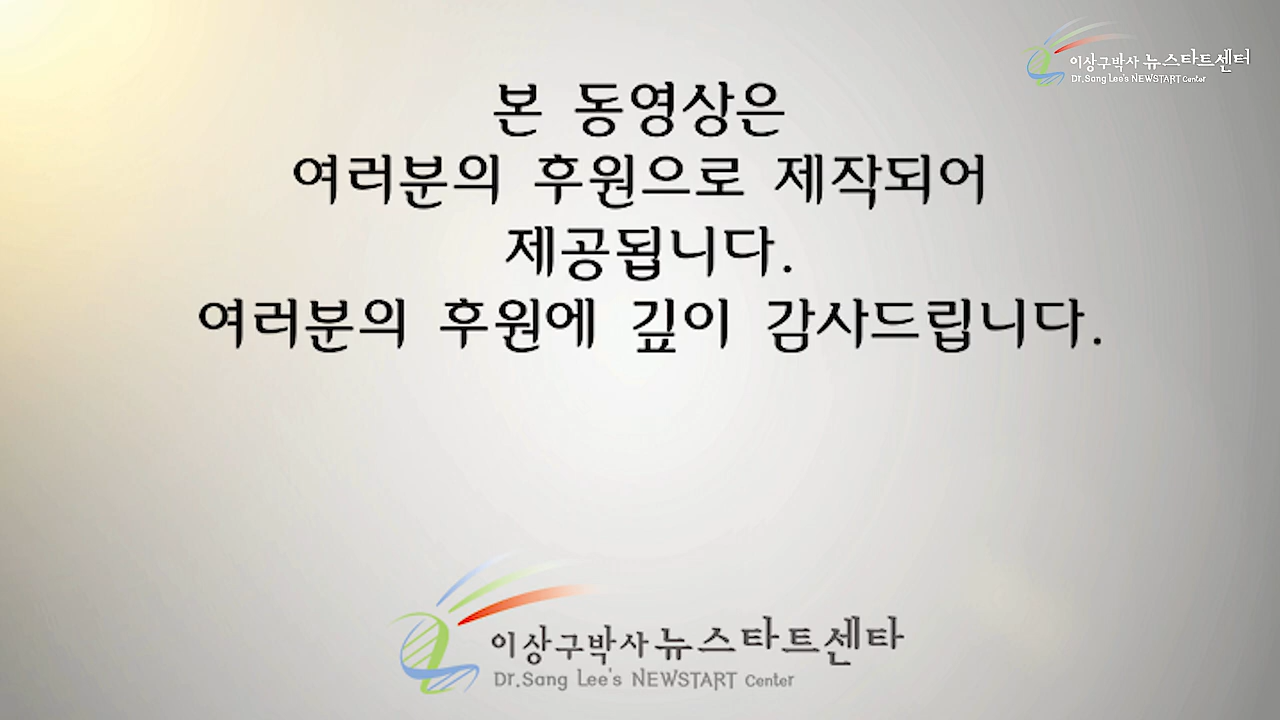 이상구박사 뉴스타트센터
Dr.Sang Lee's NEWSTART Center
본 동영상은
여러분의 후원으로 제작되어
제공됩니다.
여러분의 후원에 깊이 감사드립니다.
이상구박사 뉴스타트센타
Dr.Sang Lee's NEWSTART Center